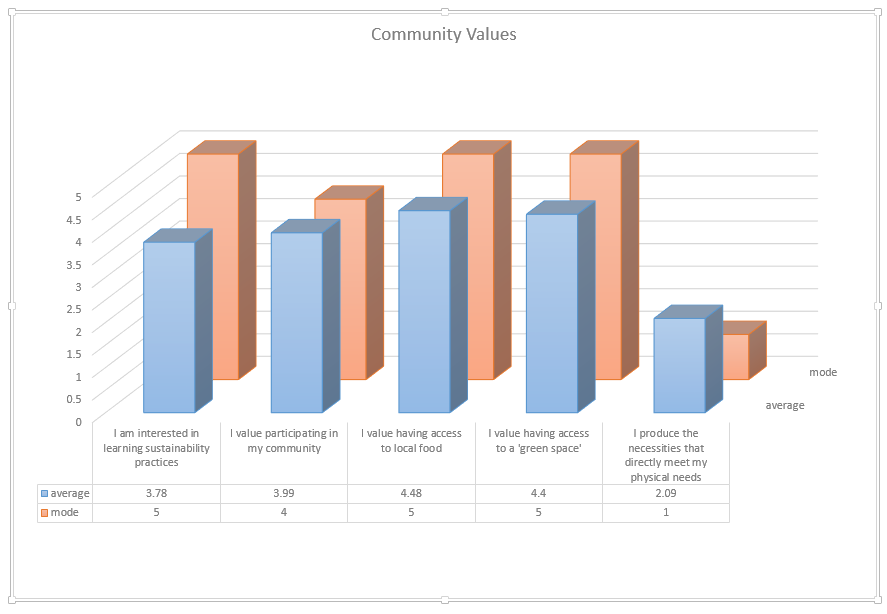 Community Values
5
4.5
4
3.5
3
2.5
2
1.5
1
0.5
0
mode
average
I am interested in
learning sustainability
practices
I value participating in
my community
I value having access
to local food
I value having access
to a 'green space'
I produce the
necessities that
directly meet my
physical needs
average 3.78 3.99 4.48 4.4 2.09
mode 5 4 5 5 1